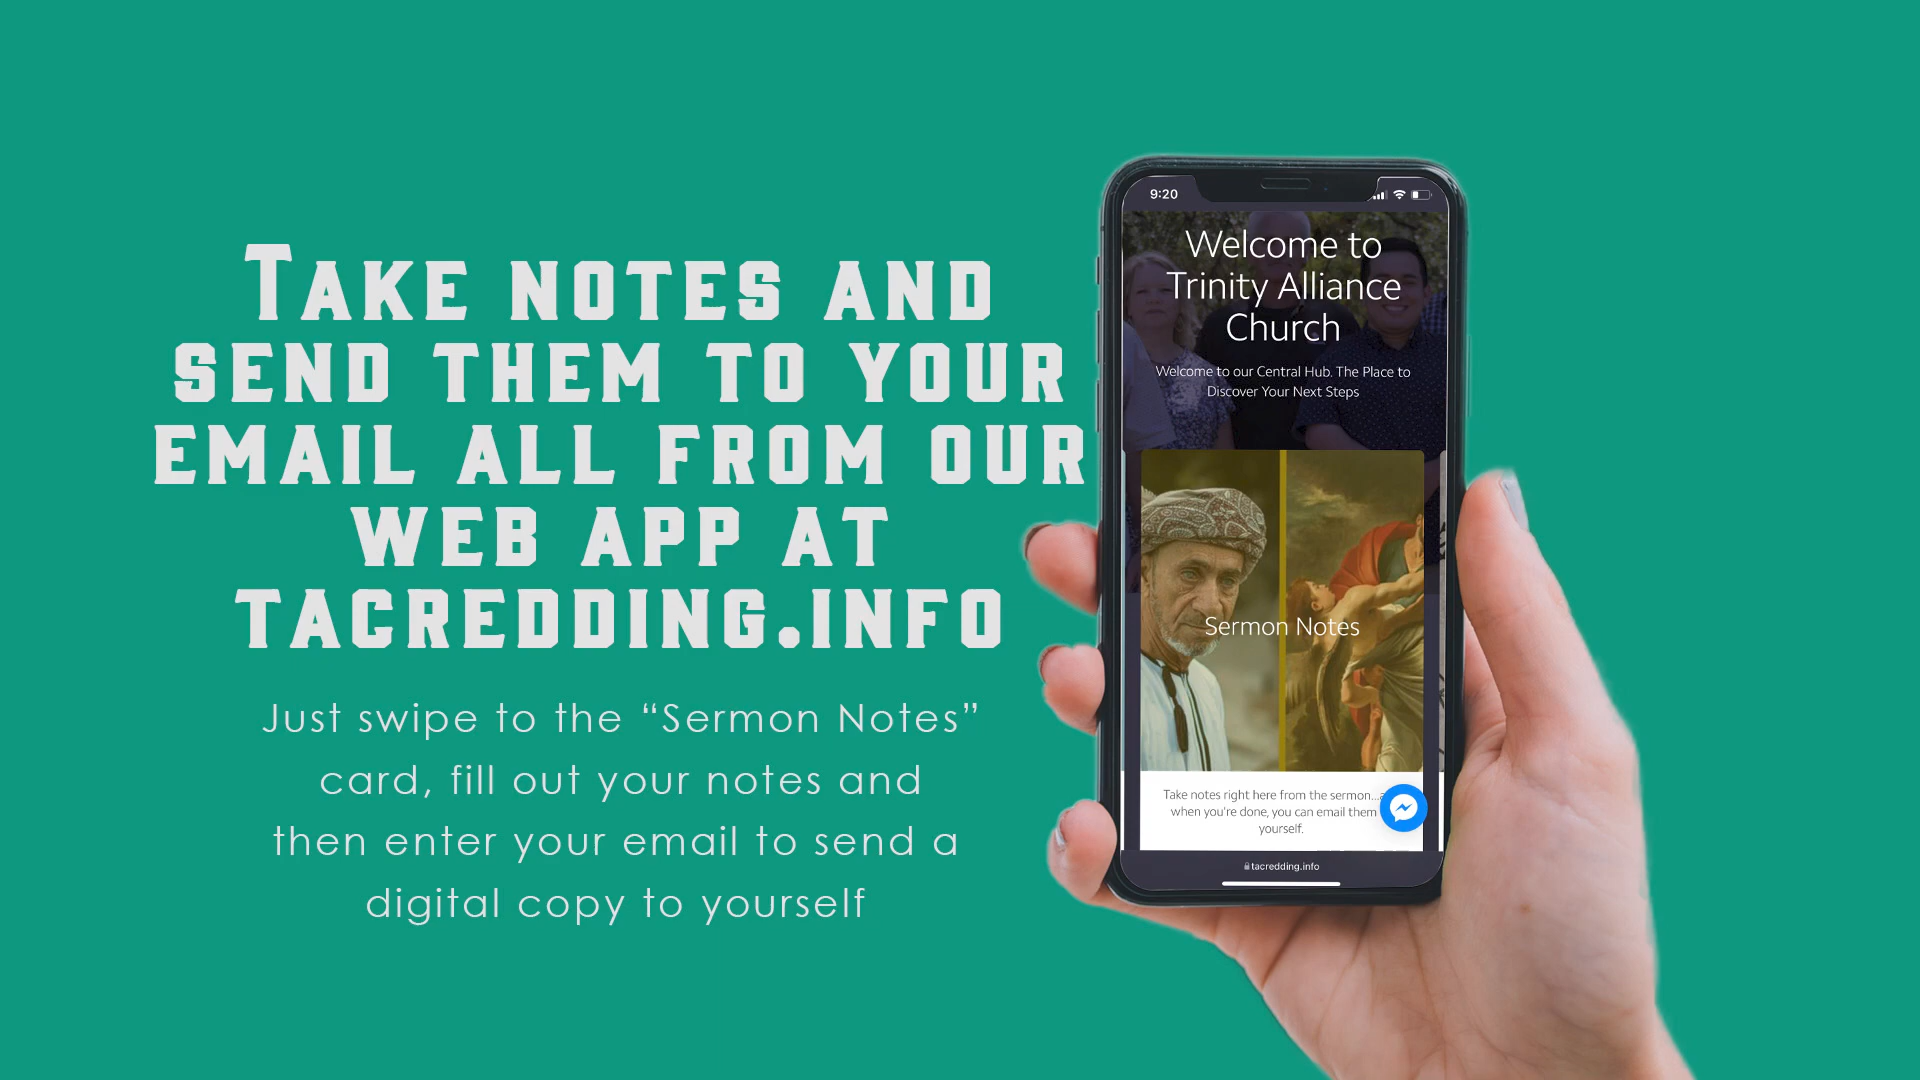 Take notes and
send them to your
email all from our
web app at
tacredding.info
Just swipe to the “Sermon Notes”
card, fill out your notes and
then enter your email to send a
digital copy to yourself
9:20
Welcome to
Trinity Alliance
Church
Welcome to our Central Hub. The Place to
Discover Your Next Steps
Sermon Notes
Take notes right here from the sermon...a
when you're done, you can email them
yourself.
tacredding.info